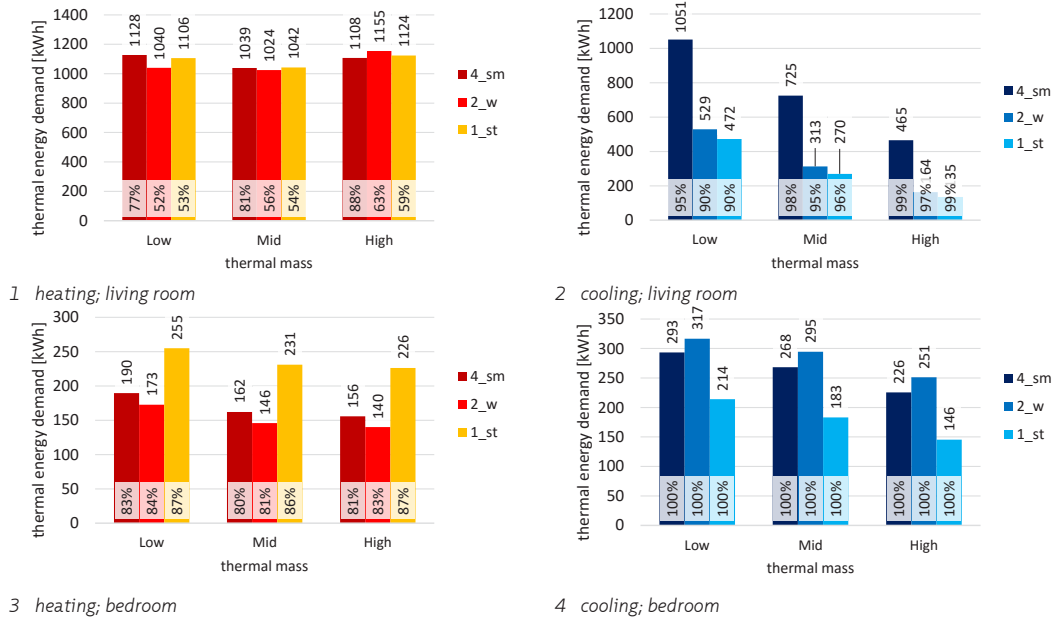 thermal energy demand [kWh]
1400
1200
1000
800
600
400
200
0
1128 1040 1106
1039 1024 1042
1108 1155 1124
77% 52% 53%
81% 56% 54%
88% 63% 59%
Low Mid High
thermal mass
4_sm
2_w
1_st
1 heating; living room
thermal energy demand [kWh]
1200
1000
800
600
400
200
0
1051 529 472
725 313 270
465 164 135
95% 90% 90%
98% 95% 96%
99% 97% 99%
Low Mid High
thermal mass
4_sm
2_w
1_st
2 cooling; living room
thermal energy demand [kWh]
300
250
200
150
100
50
0
190 173 255
162 146 231
156 140 226
83% 84% 87%
80% 81% 86%
81% 83% 87%
Low Mid High
thermal mass
4_sm
2_w
1_st
3 heating; bedroom
thermal energy demand [kWh]
350
300
250
200
150
100
50
0
293 317 214
268 295 183
226 251 146
100% 100% 100%
100% 100% 100%
100% 100% 100%
Low Mid High
thermal mass
4_sm
2_w
1_st
4 cooling; bedroom